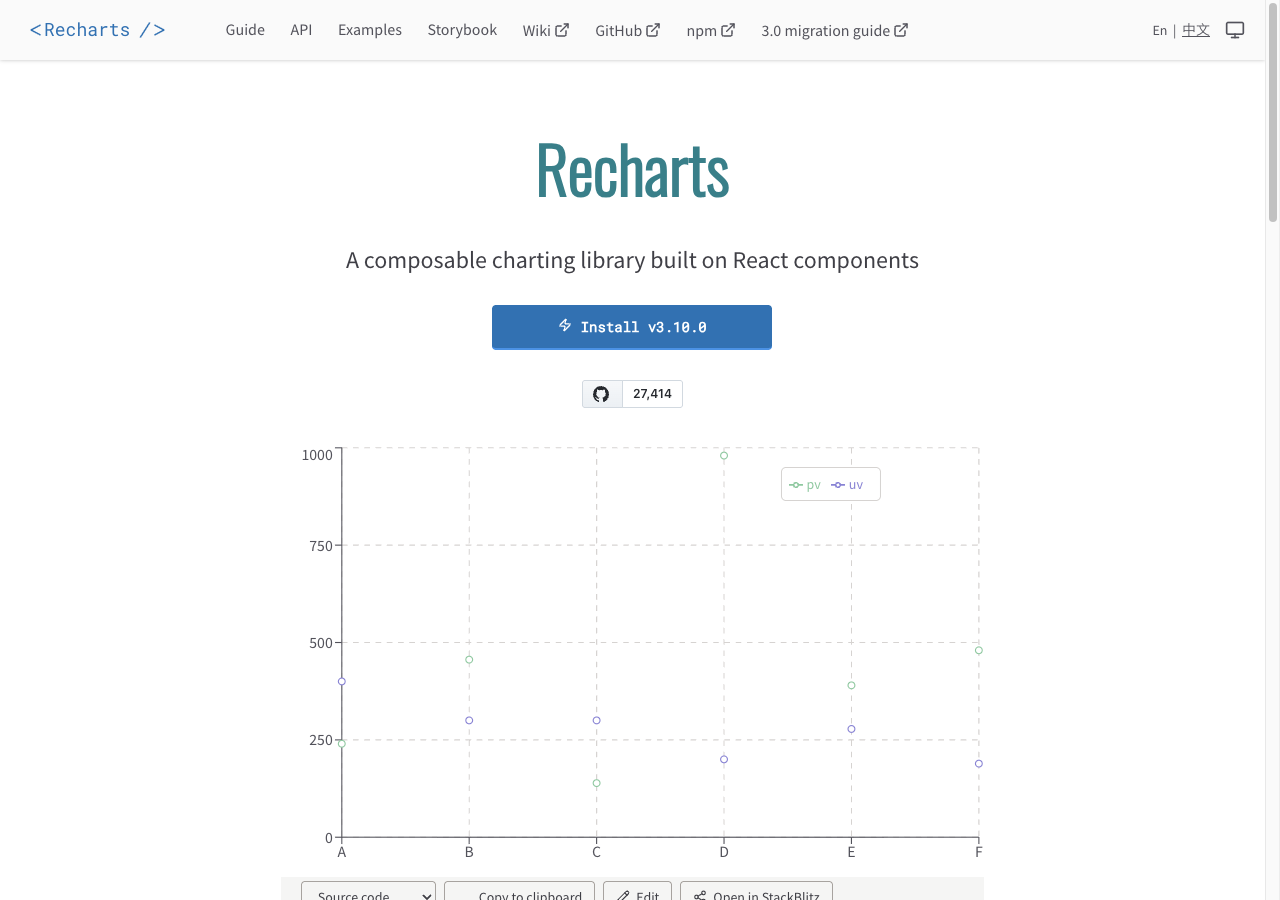 <Recharts /> Guide API Examples Storybook Wiki GitHub npm 3.0 migration guide En | 中文
Recharts
A composable charting library built on React components
Install v3.10.0
27,414
1000
pv uv
750
500
250
0
A B C D E F
Source code Copy to clipboard Edit Open in StackBlitz